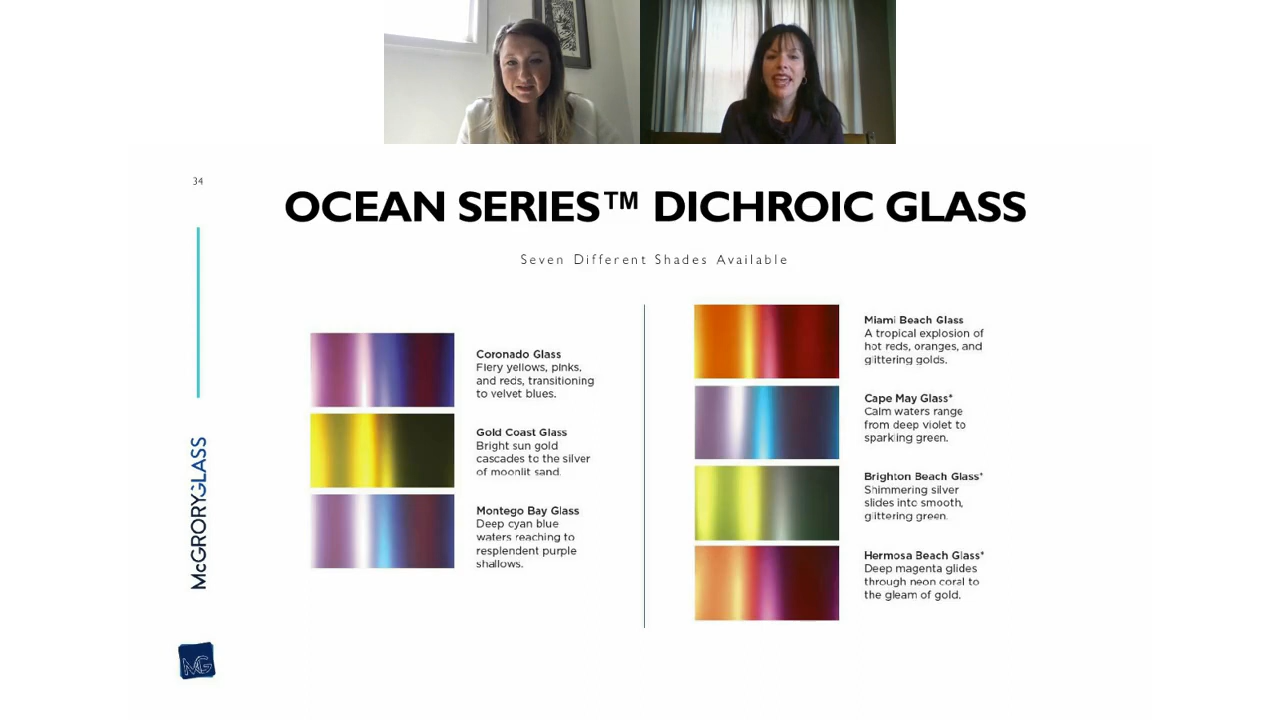 34
OCEAN SERIES™ DICHROIC GLASS
Seven Different Shades Available
Coronado Glass
Fiery yellows, pinks,
and reds, transitioning
to velvet blues.
Gold Coast Glass
Bright sun gold
cascades to the silver
of moonlit sand.
Montego Bay Glass
Deep cyan blue
waters reaching to
resplendent purple
shallows.
Miami Beach Glass
A tropical explosion of
hot reds, oranges, and
glittering golds.
Cape May Glass*
Calm waters range
from deep violet to
sparkling green.
Brighton Beach Glass*
Shimmering silver
slides into smooth,
glittering green.
Hermosa Beach Glass*
Deep magenta glides
through neon coral to
the gleam of gold.
McGRORYGLASS
MG